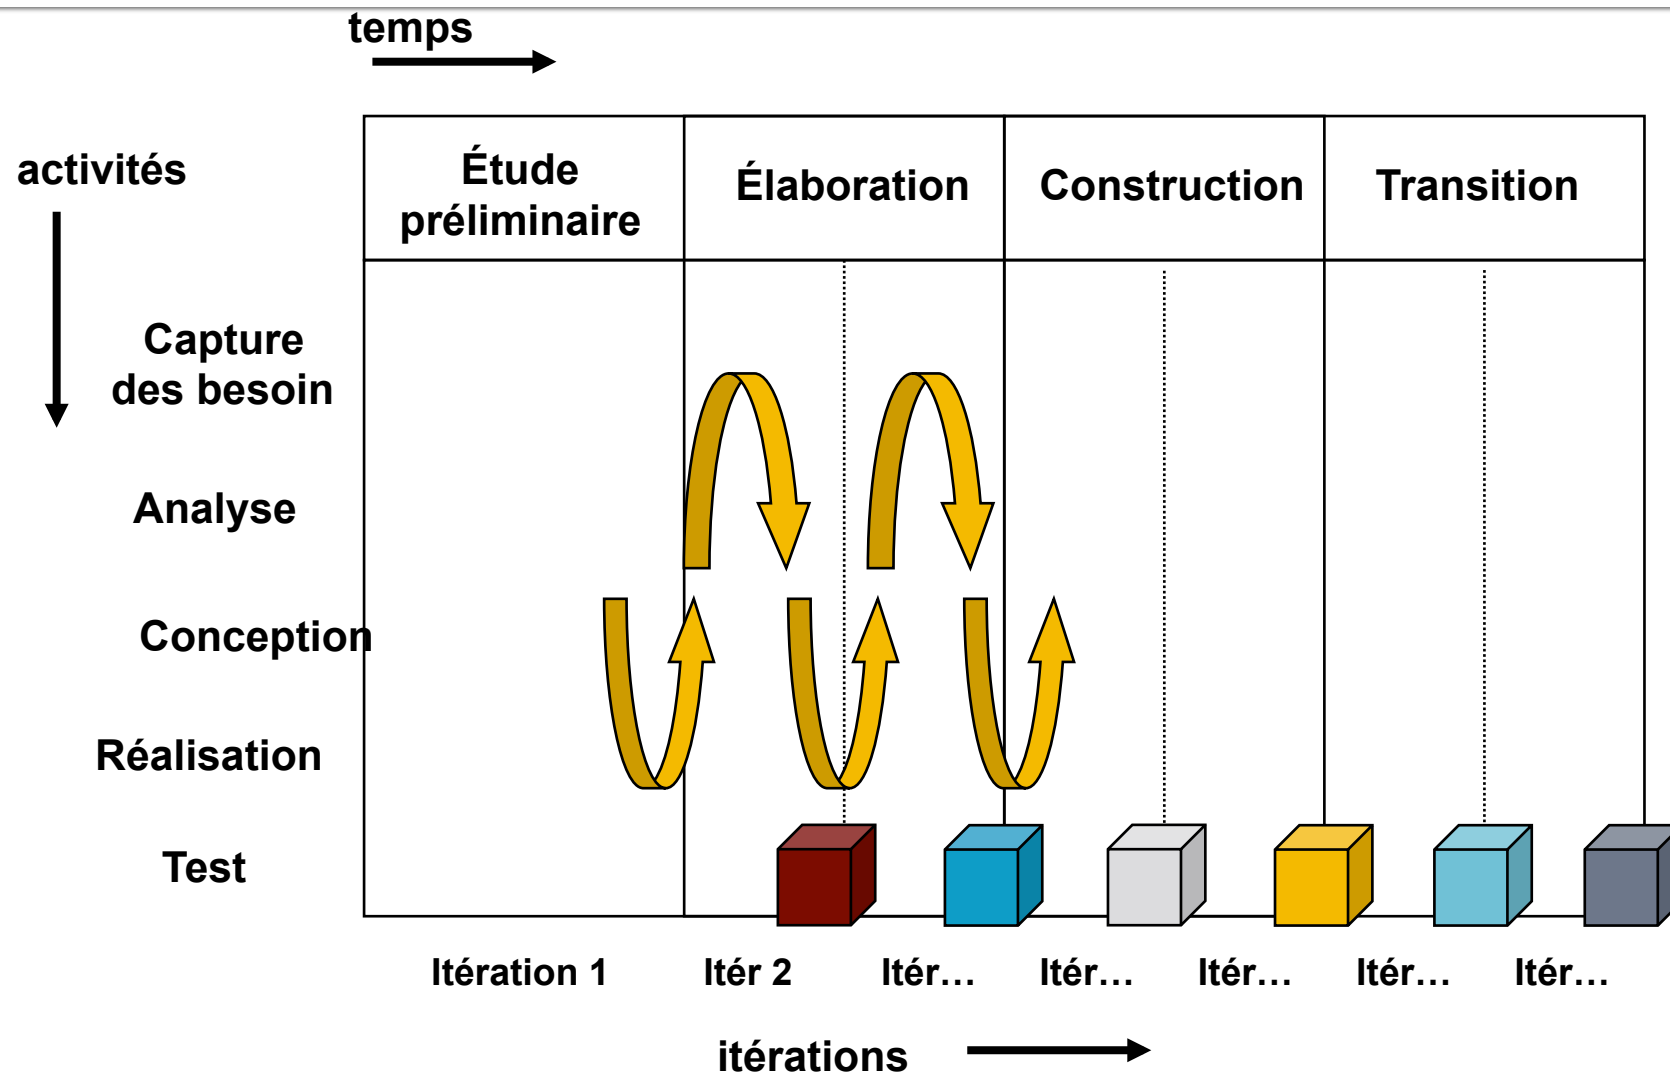 temps
activités
Étude
préliminaire
Élaboration
Construction
Transition
Capture
des besoin
Analyse
Conception
Réalisation
Test
Itération 1
Itér 2
Itér…
Itér…
Itér…
Itér…
Itér…
itérations